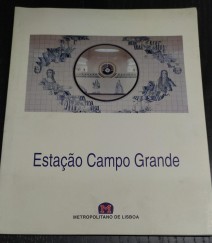 Estação Campo Grande
METROPOLITANO DE LISBOA